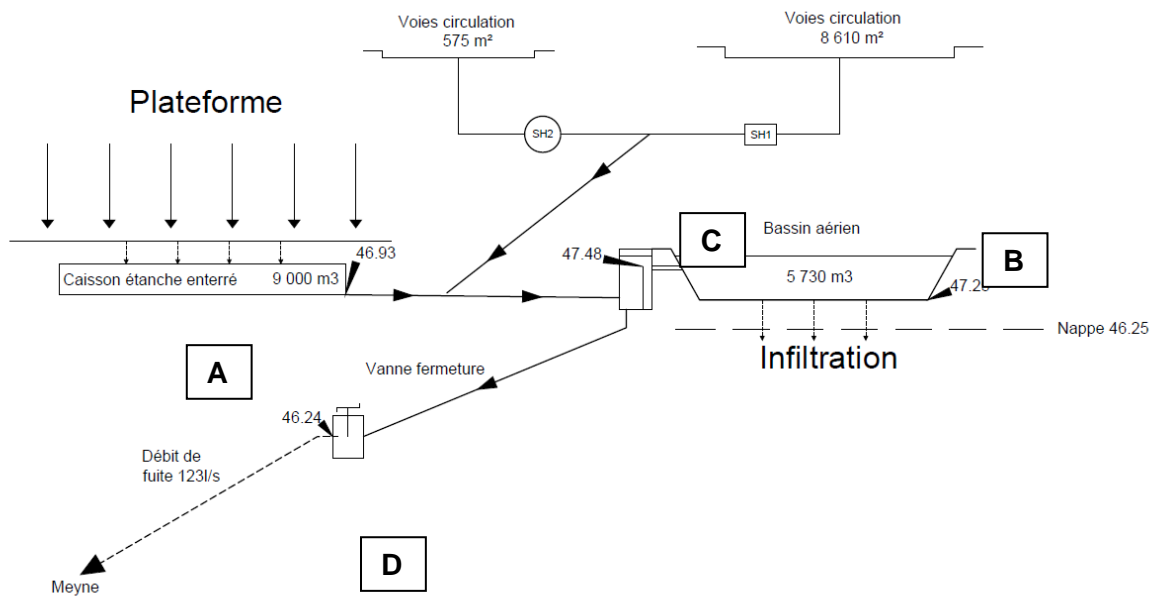 Voies circulation
575 m²
Voies circulation
8 610 m²
Plateforme
SH2
SH1
46.93
Caisson étanche enterré
9 000 m3
47.48
C
Bassin aérien
B
5 730 m3
Nappe 46.25
Infiltration
A
Vanne fermeture
46.24
Débit de
fuite 123l/s
D
Meyne